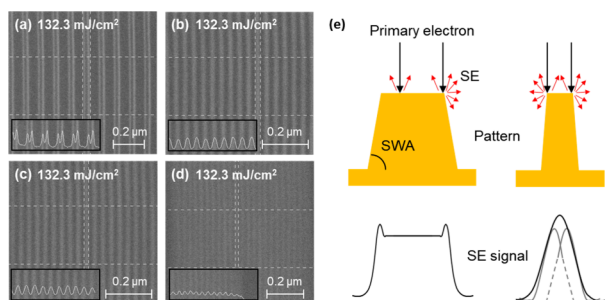 (a) 132.3 mJ/cm²
0.2 µm
(b) 132.3 mJ/cm²
0.2 µm
(c) 132.3 mJ/cm²
0.2 µm
(d) 132.3 mJ/cm²
0.2 µm
(e)
Primary electron
SE
Pattern
SWA
SE signal